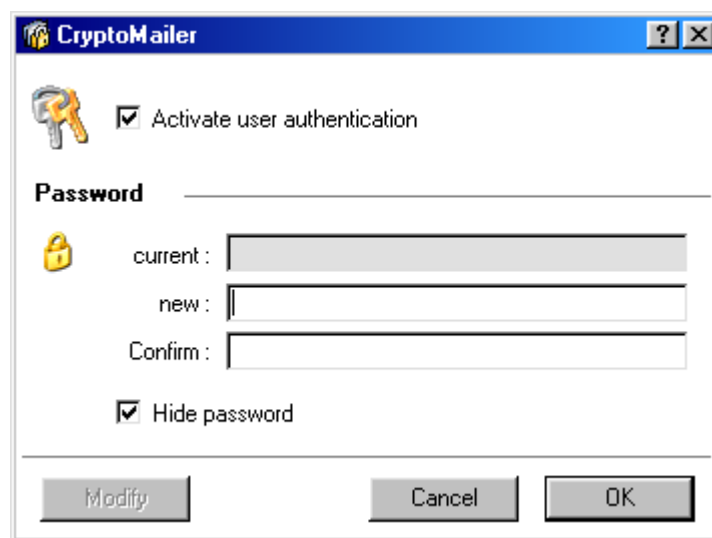 CryptoMailer
Activate user authentication
Password
current :
new :
Confirm :
Hide password
Modify Cancel OK